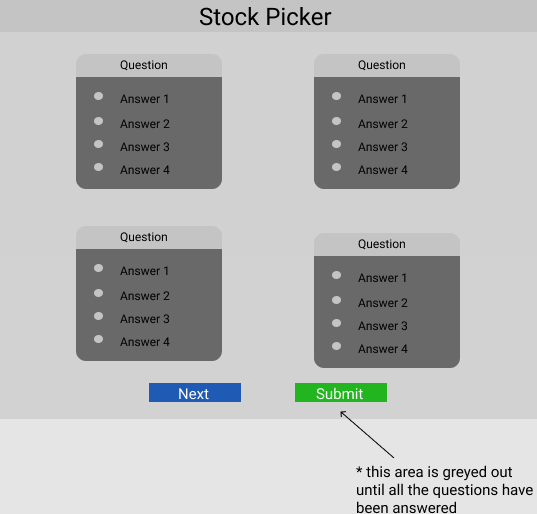 Stock Picker
Question
Answer 1
Answer 2
Answer 3
Answer 4
Question
Answer 1
Answer 2
Answer 3
Answer 4
Question
Answer 1
Answer 2
Answer 3
Answer 4
Question
Answer 1
Answer 2
Answer 3
Answer 4
Next
Submit
* this area is greyed out
until all the questions have
been answered